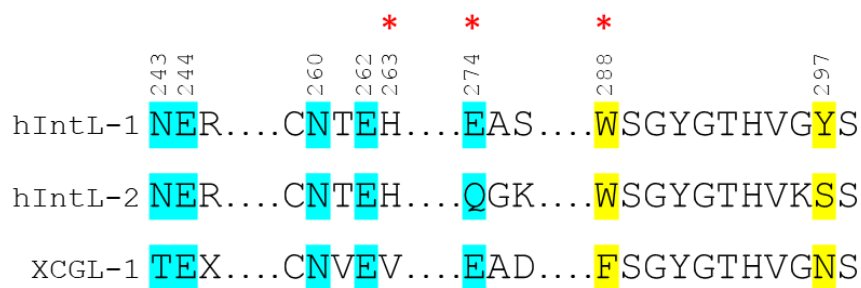 * * *
243 244 260 262 263 274 288 297
hIntL-1 NER....CNTEH....EAS....WSGYGTHVGYS
hIntL-2 NER....CNTEH....QGK....WSGYGTHVKSS
XCGL-1 TEX....CNVEV....EAD....FSGYGTHVGNS